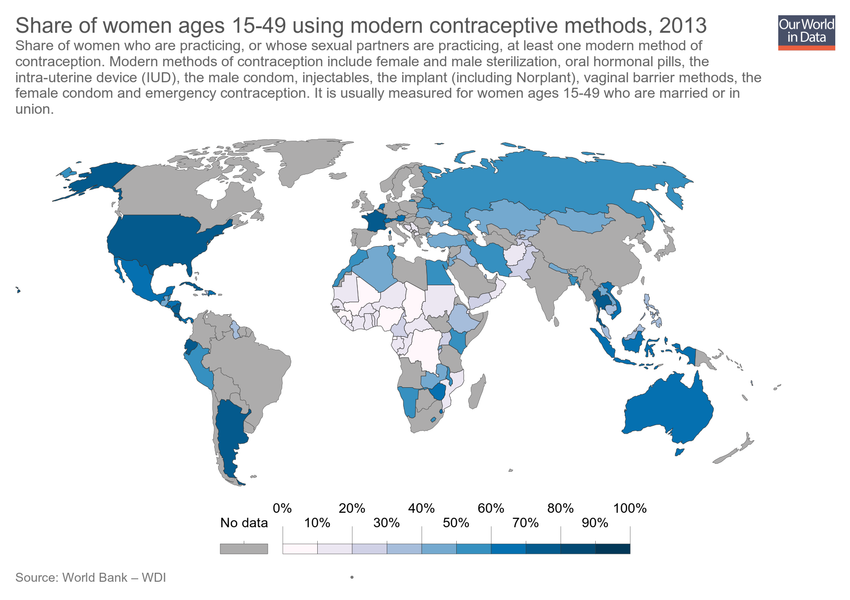 Share of women ages 15-49 using modern contraceptive methods, 2013
Our World
in Data
Share of women who are practicing, or whose sexual partners are practicing, at least one modern method of
contraception. Modern methods of contraception include female and male sterilization, oral hormonal pills, the
intra-uterine device (IUD), the male condom, injectables, the implant (including Norplant), vaginal barrier methods, the
female condom and emergency contraception. It is usually measured for women ages 15-49 who are married or in
union.
0% 20% 40% 60% 80% 100%
No data 10% 30% 50% 70% 90%
Source: World Bank – WDI